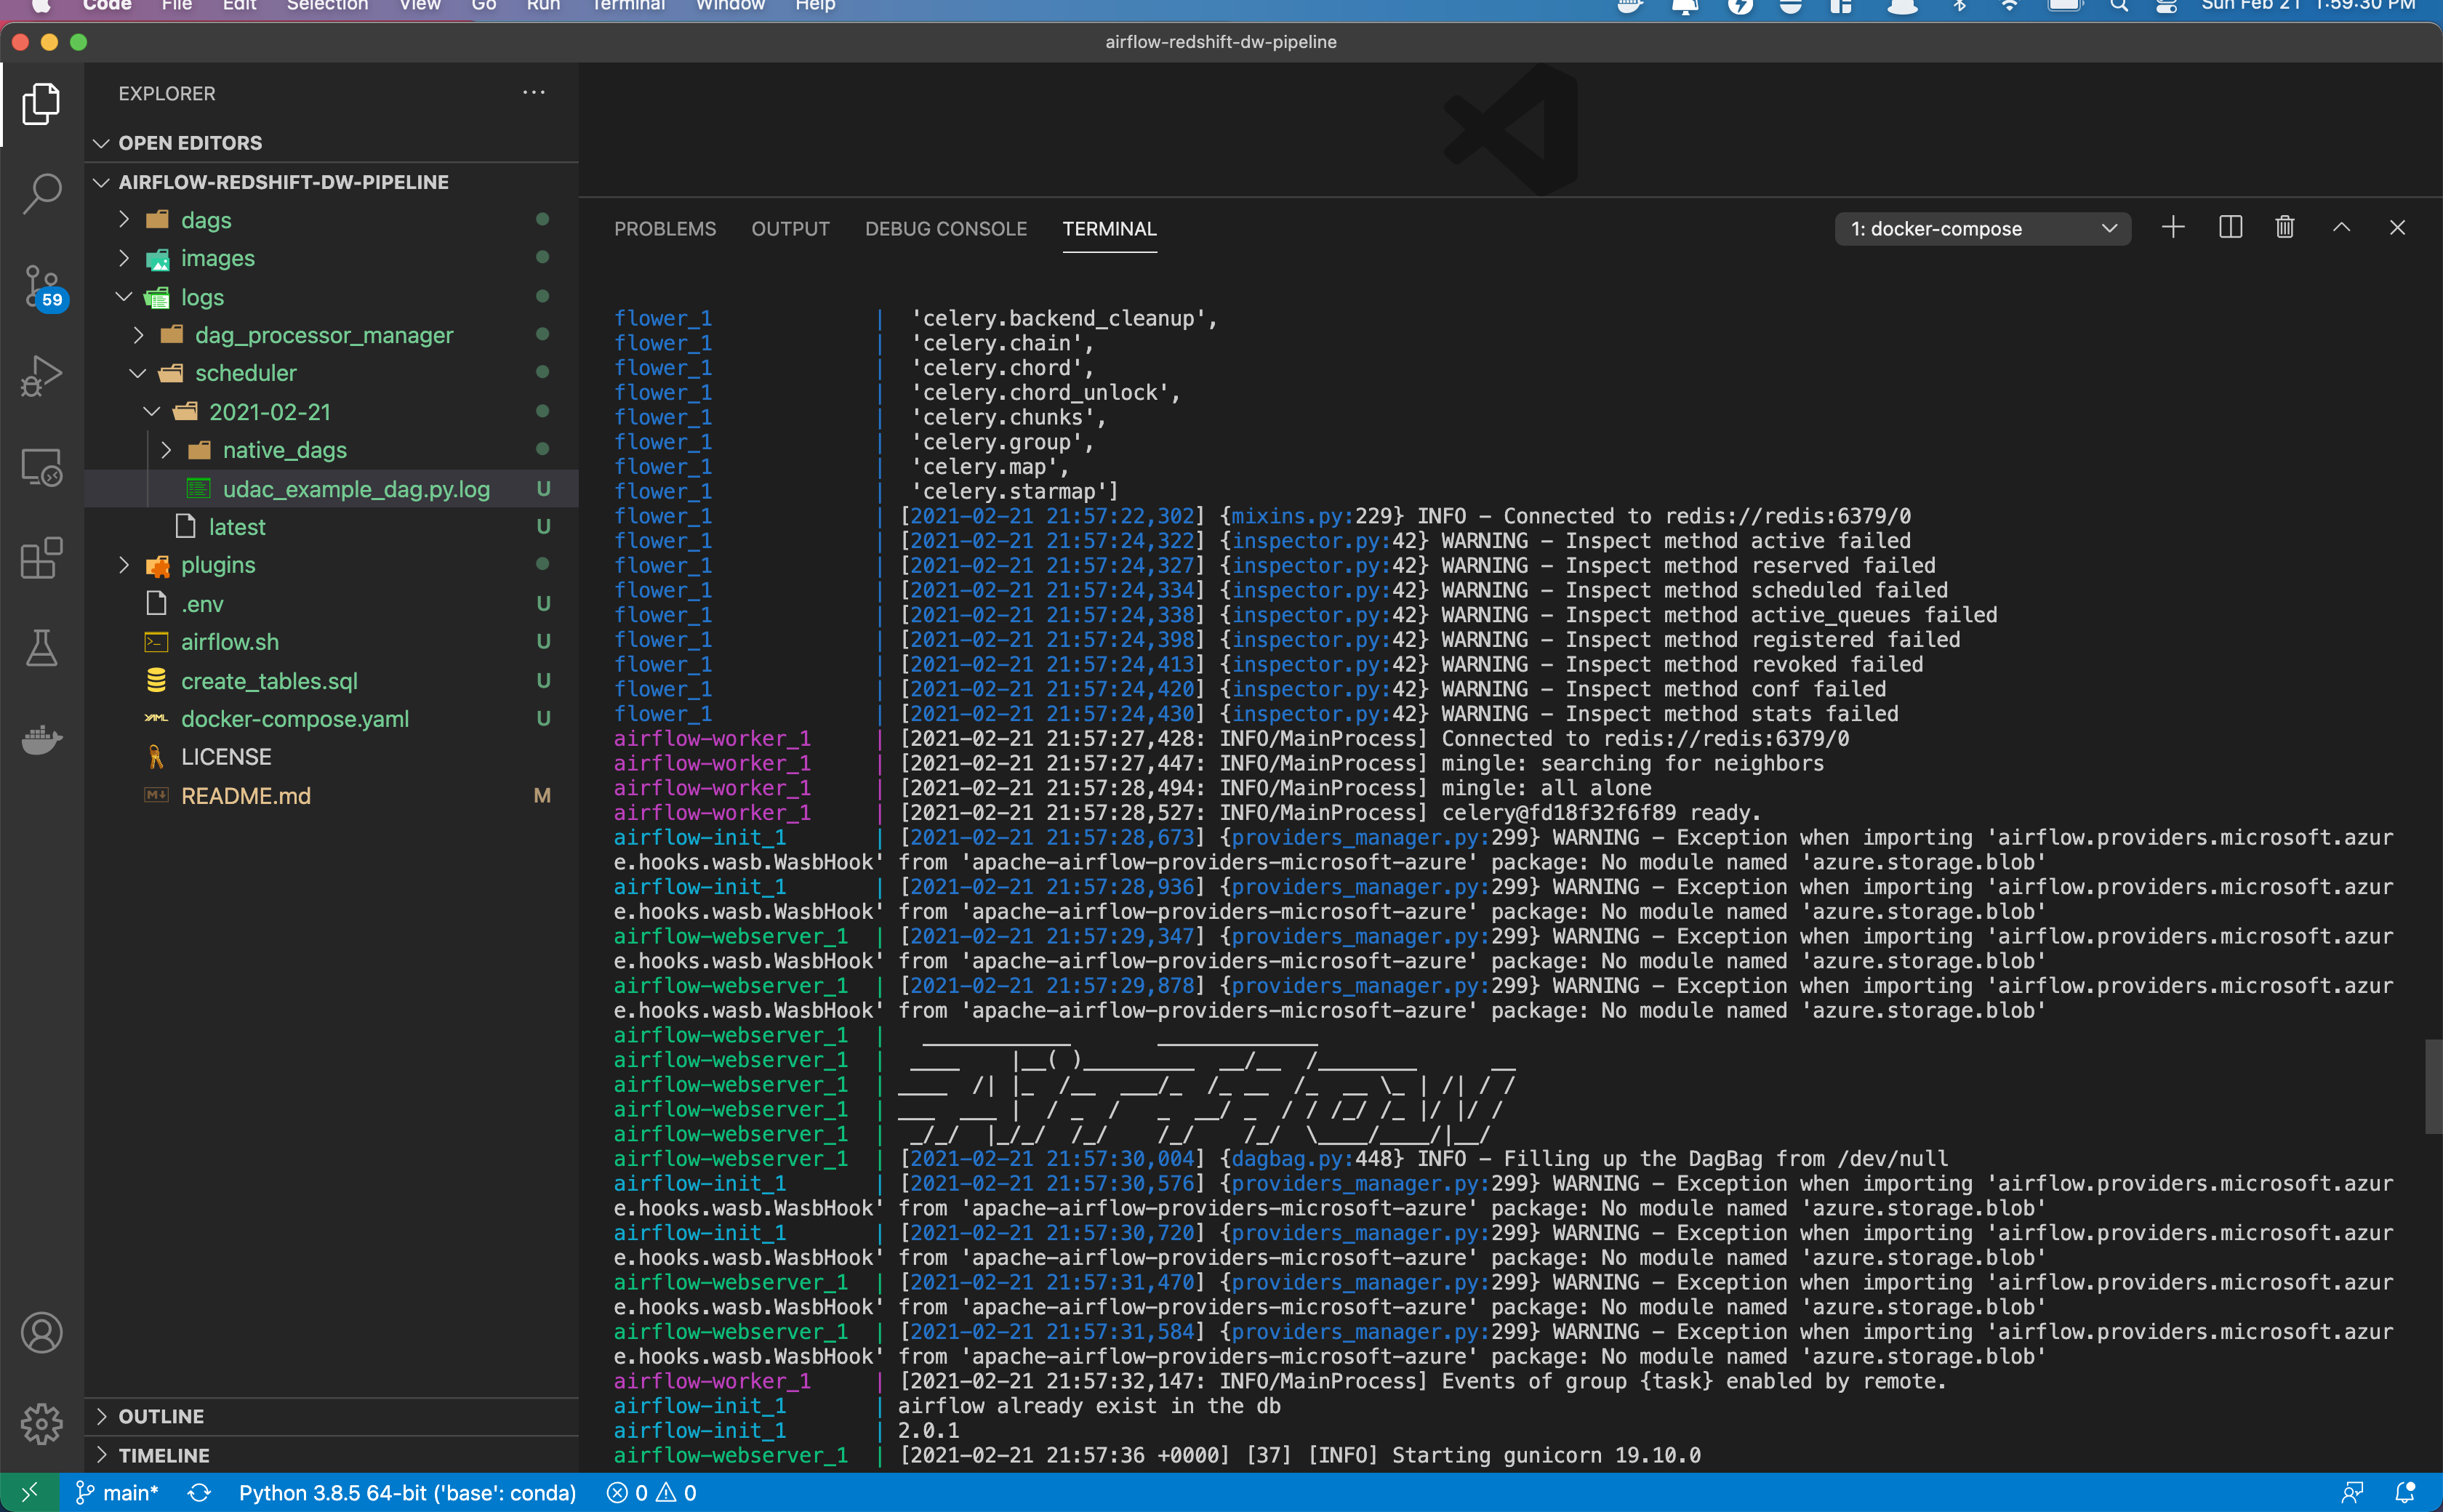 Code File Edit Selection View Go Run Terminal Window Help Sun Feb 21 1:59:30 PM
airflow-redshift-dw-pipeline
EXPLORER
OPEN EDITORS
AIRFLOW-REDSHIFT-DW-PIPELINE
dags
images
logs
dag_processor_manager
scheduler
2021-02-21
native_dags
udac_example_dag.py.log U
latest U
plugins
.env U
airflow.sh U
create_tables.sql U
docker-compose.yaml U
LICENSE
README.md M
59
OUTLINE
TIMELINE
PROBLEMS OUTPUT DEBUG CONSOLE TERMINAL 1: docker-compose
flower_1 | 'celery.backend_cleanup',
flower_1 | 'celery.chain',
flower_1 | 'celery.chord',
flower_1 | 'celery.chord_unlock',
flower_1 | 'celery.chunks',
flower_1 | 'celery.group',
flower_1 | 'celery.map',
flower_1 | 'celery.starmap']
flower_1 | [2021-02-21 21:57:22,302] {mixins.py:229} INFO - Connected to redis://redis:6379/0
flower_1 | [2021-02-21 21:57:24,322] {inspector.py:42} WARNING - Inspect method active failed
flower_1 | [2021-02-21 21:57:24,327] {inspector.py:42} WARNING - Inspect method reserved failed
flower_1 | [2021-02-21 21:57:24,334] {inspector.py:42} WARNING - Inspect method scheduled failed
flower_1 | [2021-02-21 21:57:24,338] {inspector.py:42} WARNING - Inspect method active_queues failed
flower_1 | [2021-02-21 21:57:24,398] {inspector.py:42} WARNING - Inspect method registered failed
flower_1 | [2021-02-21 21:57:24,413] {inspector.py:42} WARNING - Inspect method revoked failed
flower_1 | [2021-02-21 21:57:24,420] {inspector.py:42} WARNING - Inspect method conf failed
flower_1 | [2021-02-21 21:57:24,430] {inspector.py:42} WARNING - Inspect method stats failed
airflow-worker_1 | [2021-02-21 21:57:27,428: INFO/MainProcess] Connected to redis://redis:6379/0
airflow-worker_1 | [2021-02-21 21:57:27,447: INFO/MainProcess] mingle: searching for neighbors
airflow-worker_1 | [2021-02-21 21:57:28,494: INFO/MainProcess] mingle: all alone
airflow-worker_1 | [2021-02-21 21:57:28,527: INFO/MainProcess] celery@fd18f32f6f89 ready.
airflow-init_1 | [2021-02-21 21:57:28,673] {providers_manager.py:299} WARNING - Exception when importing 'airflow.providers.microsoft.azur
e.hooks.wasb.WasbHook' from 'apache-airflow-providers-microsoft-azure' package: No module named 'azure.storage.blob'
airflow-init_1 | [2021-02-21 21:57:28,936] {providers_manager.py:299} WARNING - Exception when importing 'airflow.providers.microsoft.azur
e.hooks.wasb.WasbHook' from 'apache-airflow-providers-microsoft-azure' package: No module named 'azure.storage.blob'
airflow-webserver_1 | [2021-02-21 21:57:29,347] {providers_manager.py:299} WARNING - Exception when importing 'airflow.providers.microsoft.azur
e.hooks.wasb.WasbHook' from 'apache-airflow-providers-microsoft-azure' package: No module named 'azure.storage.blob'
airflow-webserver_1 | [2021-02-21 21:57:29,878] {providers_manager.py:299} WARNING - Exception when importing 'airflow.providers.microsoft.azur
e.hooks.wasb.WasbHook' from 'apache-airflow-providers-microsoft-azure' package: No module named 'azure.storage.blob'
airflow-webserver_1 |   ____________       _____________
airflow-webserver_1 |  ____    |__( )_________  __/__  /________      __
airflow-webserver_1 | ____  /| |_  /__  ___/_  /_ __  /_  __ \_ | /| / /
airflow-webserver_1 | ___  ___ |  / _  /   _  __/ _  / / /_/ /_ |/ |/ /
airflow-webserver_1 |  _/_/  |_/_/  /_/    /_/    /_/  \____/____/|__/
airflow-webserver_1 | [2021-02-21 21:57:30,004] {dagbag.py:448} INFO - Filling up the DagBag from /dev/null
airflow-init_1 | [2021-02-21 21:57:30,576] {providers_manager.py:299} WARNING - Exception when importing 'airflow.providers.microsoft.azur
e.hooks.wasb.WasbHook' from 'apache-airflow-providers-microsoft-azure' package: No module named 'azure.storage.blob'
airflow-init_1 | [2021-02-21 21:57:30,720] {providers_manager.py:299} WARNING - Exception when importing 'airflow.providers.microsoft.azur
e.hooks.wasb.WasbHook' from 'apache-airflow-providers-microsoft-azure' package: No module named 'azure.storage.blob'
airflow-webserver_1 | [2021-02-21 21:57:31,470] {providers_manager.py:299} WARNING - Exception when importing 'airflow.providers.microsoft.azur
e.hooks.wasb.WasbHook' from 'apache-airflow-providers-microsoft-azure' package: No module named 'azure.storage.blob'
airflow-webserver_1 | [2021-02-21 21:57:31,584] {providers_manager.py:299} WARNING - Exception when importing 'airflow.providers.microsoft.azur
e.hooks.wasb.WasbHook' from 'apache-airflow-providers-microsoft-azure' package: No module named 'azure.storage.blob'
airflow-worker_1 | [2021-02-21 21:57:32,147: INFO/MainProcess] Events of group {task} enabled by remote.
airflow-init_1 | airflow already exist in the db
airflow-init_1 | 2.0.1
airflow-webserver_1 | [2021-02-21 21:57:36 +0000] [37] [INFO] Starting gunicorn 19.10.0
main* Python 3.8.5 64-bit ('base': conda) 0 0